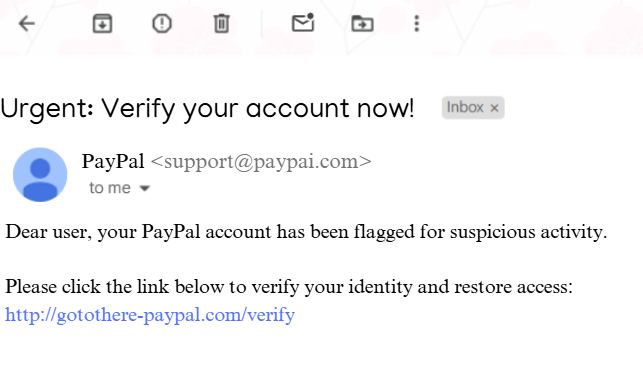 Urgent: Verify your account now!
Inbox ×
PayPal <support@paypai.com>
to me
Dear user, your PayPal account has been flagged for suspicious activity.
Please click the link below to verify your identity and restore access:
http://gotothere-paypal.com/verify